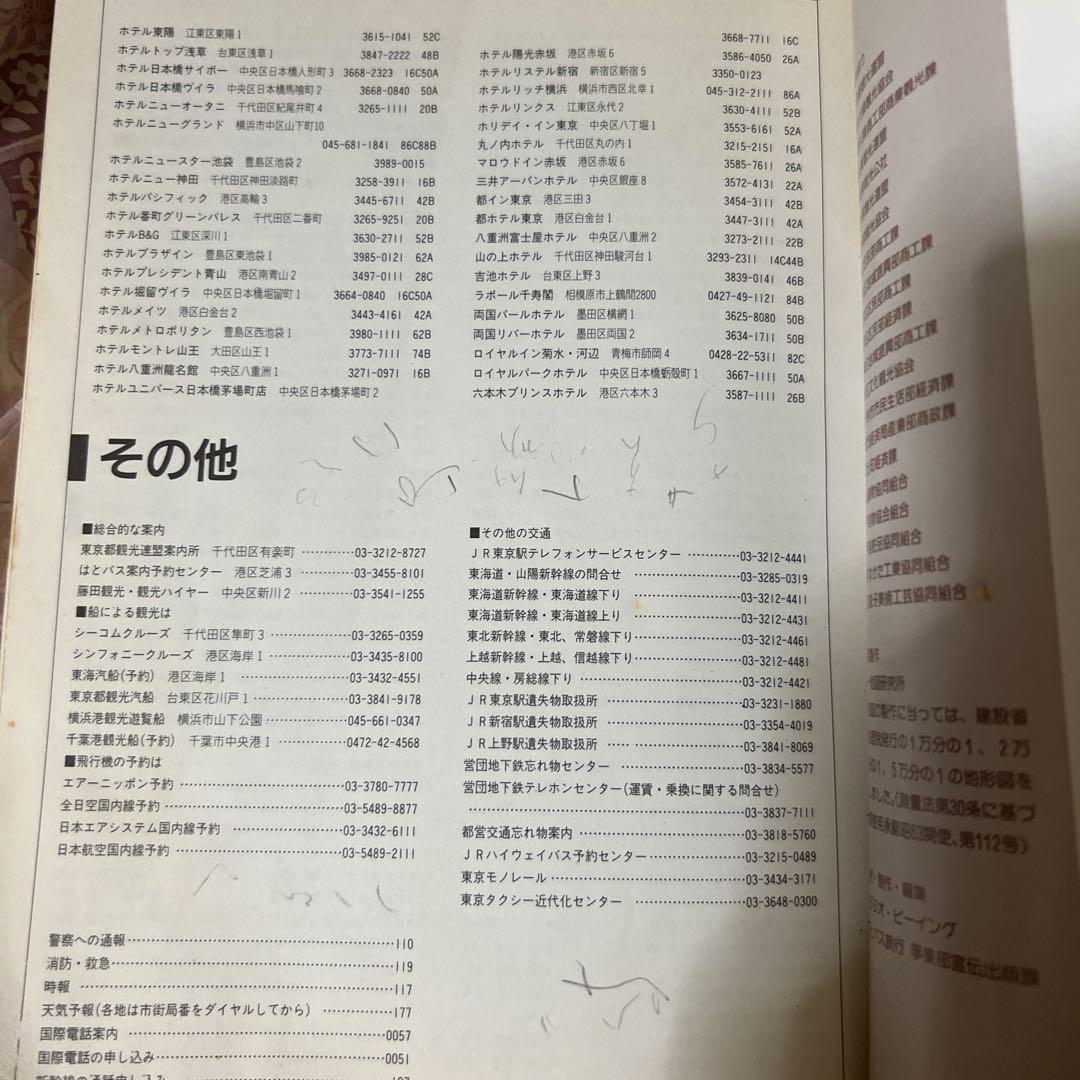 ホテル東陽 江東区東陽1 3615-1041 52C
ホテルトップ浅草 台東区浅草1 3847-2222 48B
ホテル日本橋サイボー 中央区日本橋人形町3 3668-2323 16C50A
ホテル日本橋ヴィラ 中央区日本橋馬喰町2 3668-0840 50A
ホテルニューオータニ 千代田区紀尾井町4 3265-1111 20B
ホテルニューグランド 横浜市中区山下町10
045-681-1841 86C88B
ホテルニュースター池袋 豊島区池袋2 3989-0015
ホテルニュー神田 千代田区神田淡路町 3258-3911 16B
ホテルパシフィック 港区高輪3 3445-6711 42B
ホテル番町グリーンパレス 千代田区二番町 3265-9251 20B
ホテルB&G 江東区深川1 3630-2711 52B
ホテルプラザイン 豊島区東池袋1 3985-0121 62A
ホテルプレシデント青山 港区南青山2 3497-0111 28C
ホテル堀留ヴイラ 中央区日本橋堀留町1 3664-0840 16C50A
ホテルメイツ 港区白金台2 3443-4161 42A
ホテルメトロポリタン 豊島区西池袋1 3980-1111 62B
ホテルモントレ山王 大田区山王1 3773-7111 74B
ホテル八重洲龍名館 中央区八重洲1 3271-0971 16B
ホテルユニバース日本橋茅場町店 中央区日本橋茅場町2
3668-7711 16C
ホテル陽光赤坂 港区赤坂6 3586-4050 26A
ホテルリステル新宿 新宿区新宿5 3350-0123
ホテルリッチ横浜 横浜市西区北幸1 045-312-2111 86A
ホテルリンクス 江東区永代2 3630-4111 52B
ホリデイ・イン東京 中央区八丁堀1 3553-6161 52A
丸ノ内ホテル 千代田区丸の内1 3215-2151 16A
マロウドイン赤坂 港区赤坂6 3585-7611 26A
三井アーバンホテル 中央区銀座8 3572-4131 22A
都イン東京 港区三田3 3454-3111 42B
都ホテル東京 港区白金台1 3447-3111 42A
八重洲富士屋ホテル 中央区八重洲2 3273-2111 22B
山の上ホテル 千代田区神田駿河台1 3293-2311 14C44B
吉池ホテル 台東区上野3 3839-0141 46B
ラポール千寿閣 相模原市上鶴間2800 0427-49-1121 84B
両国パールホテル 墨田区横網1 3625-8080 50B
両国リバーホテル 墨田区両国2 3634-1711 50B
ロイヤルイン菊水・河辺 青梅市師岡4 0428-22-5311 82C
ロイヤルパークホテル 中央区日本橋蛎殻町1 3667-1111 50A
六本木プリンスホテル 港区六本木3 3587-1111 26B
その他
■総合的な案内
東京都観光連盟案内所 千代田区有楽町 …………03-3212-8727
はとバス案内予約センター 港区芝浦3 …………03-3455-8101
藤田観光・観光ハイヤー 中央区新川2 …………03-3541-1255
■船による観光は
シーコムクルーズ 千代田区隼町3 ………………03-3265-0359
シンフォニークルーズ 港区海岸1 ………………03-3435-8100
東海汽船(予約) 港区海岸1 ………………03-3432-4551
東京都観光汽船 台東区花川戸1 ………………03-3841-9178
横浜港観光遊覧船 横浜市山下公園………………045-661-0347
千葉港観光船(予約) 千葉市中央港1 ……………0472-42-4568
■飛行機の予約は
エアーニッポン予約 ………………………03-3780-7777
全日空国内線予約 ………………………03-5489-8877
日本エアシステム国内線予約 ………………03-3432-6111
日本航空国内線予約 ………………………03-5489-2111
警察への通報………………………………110
消防・救急…………………………………119
時報 …………………………………117
天気予報(各地は市街局番をダイヤルしてから) …………177
国際電話案内 ………………………………0057
国際電話の申し込み……………………………0051
■その他の交通
JR東京駅テレフォンサービスセンター …………03-3212-4441
東海道・山陽新幹線の問合せ ………………03-3285-0319
東海道新幹線・東海道線下り ………………03-3212-4411
東海道新幹線・東海道線上り ………………03-3212-4431
東北新幹線・東北、常磐線下り………………03-3212-4461
上越新幹線・上越、信越線下り………………03-3212-4481
中央線・房総線下り ………………………03-3212-4421
JR東京駅遺失物取扱所 …………………03-3231-1880
JR新宿駅遺失物取扱所 …………………03-3354-4019
JR上野駅遺失物取扱所 …………………03-3841-8069
営団地下鉄忘れ物センター …………………03-3834-5577
営団地下鉄テレホンセンター(運賃・乗換に関する問合せ)
………………………………………03-3837-7111
都営交通忘れ物案内 ………………………03-3818-5760
JRハイウェイバス予約センター………………03-3215-0489
東京モノレール ………………………………03-3434-3171
東京タクシー近代化センター …………………03-3648-0300
図の製作に当っては、建設省
発行の1万分の1、2万
1、5万分の1の地形図を
しました。(測量法第30条に基づ